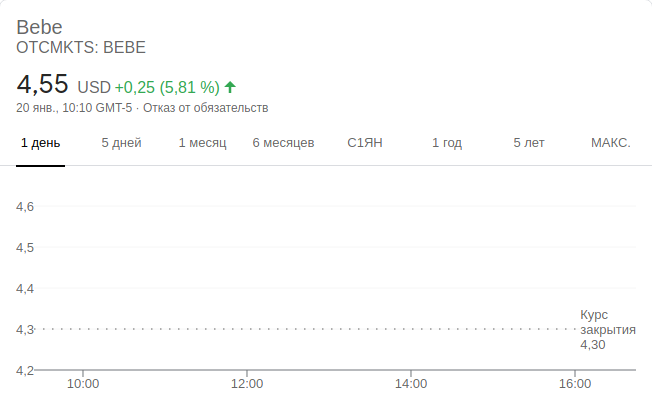 Bebe
OTCMKTS: BEBE
4,55 USD +0,25 (5,81 %)
20 янв., 10:10 GMT-5 · Отказ от обязательств
1 день 5 дней 1 месяц 6 месяцев С1ЯН 1 год 5 лет МАКС.
4,6
4,5
4,4
Курс
4,3 закрытия
4,30
4,2
10:00 12:00 14:00 16:00